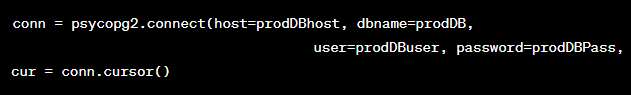 conn = psycopg2.connect(host=prodDBhost, dbname=prodDB,
user=prodDBuser, password=prodDBPass,
cur = conn.cursor()